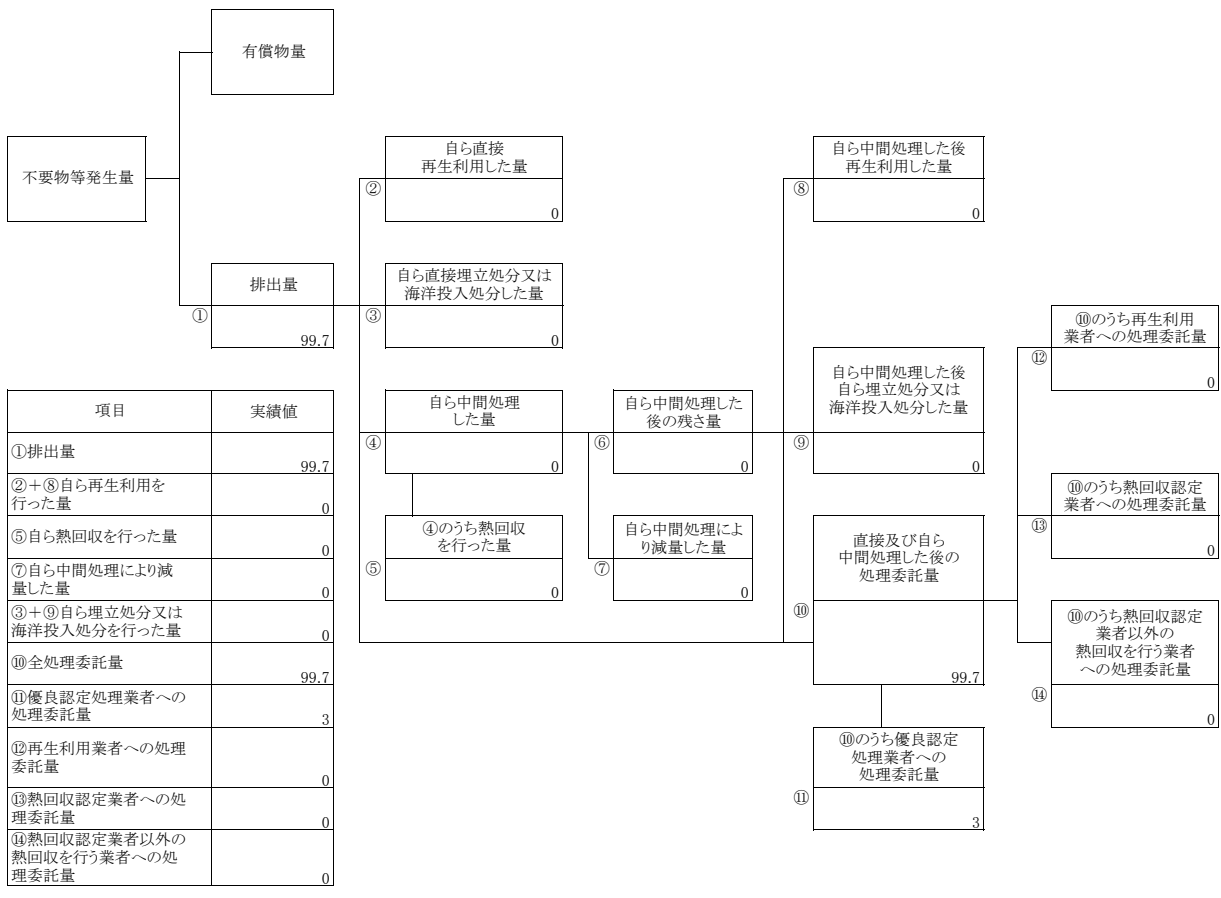 有償物量
不要物等発生量
排出量
①
99.7
自ら直接
再生利用した量
②
0
自ら直接埋立処分又は
海洋投入処分した量
③
0
自ら中間処理
した量
④
0
④のうち熱回収
を行った量
⑤
0
自ら中間処理した
後の残さ量
⑥
0
自ら中間処理によ
り減量した量
⑦
0
自ら中間処理した後
再生利用した量
⑧
0
自ら中間処理した後
自ら埋立処分又は
海洋投入処分した量
⑨
0
直接及び自ら
中間処理した後の
処理委託量
⑩
99.7
⑩のうち優良認定
処理業者への
処理委託量
⑪
3
⑩のうち再生利用
業者への処理委託量
⑫
0
⑩のうち熱回収認定
業者への処理委託量
⑬
0
⑩のうち熱回収認定
業者以外の
熱回収を行う業者
への処理委託量
⑭
0
項目 実績値
①排出量
99.7
②+⑧自ら再生利用を
行った量
0
⑤自ら熱回収を行った量
0
⑦自ら中間処理により減
量した量
0
③+⑨自ら埋立処分又は
海洋投入処分を行った量
0
⑩全処理委託量
99.7
⑪優良認定処理業者への
処理委託量
3
⑫再生利用業者への処理
委託量
0
⑬熱回収認定業者への処
理委託量
0
⑭熱回収認定業者以外の
熱回収を行う業者への処
理委託量
0